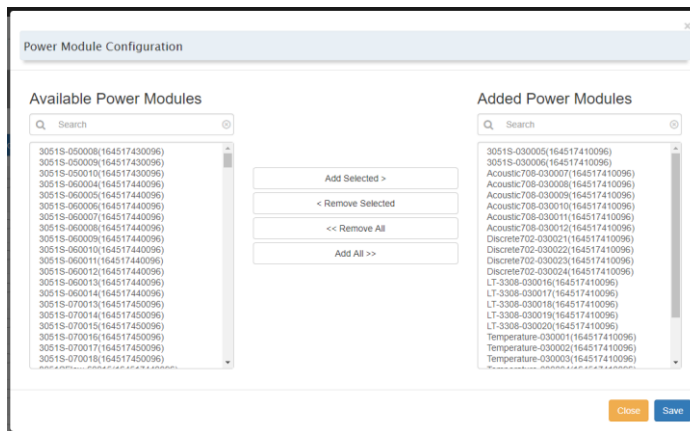 ×
Power Module Configuration
Available Power Modules
Search
3051S-050008(164517430096)
3051S-050009(164517430096)
3051S-050010(164517430096)
3051S-060004(164517440096)
3051S-060005(164517440096)
3051S-060006(164517440096)
3051S-060007(164517440096)
3051S-060008(164517440096)
3051S-060009(164517440096)
3051S-060010(164517440096)
3051S-060011(164517440096)
3051S-060012(164517440096)
3051S-060013(164517440096)
3051S-060014(164517440096)
3051S-070013(164517450096)
3051S-070014(164517450096)
3051S-070015(164517450096)
3051S-070016(164517450096)
3051S-070017(164517450096)
3051S-070018(164517450096)
Add Selected >
< Remove Selected
<< Remove All
Add All >>
Added Power Modules
Search
3051S-030005(164517410096)
3051S-030006(164517410096)
Acoustic708-030007(164517410096)
Acoustic708-030008(164517410096)
Acoustic708-030009(164517410096)
Acoustic708-030010(164517410096)
Acoustic708-030011(164517410096)
Acoustic708-030012(164517410096)
Discrete702-030021(164517410096)
Discrete702-030022(164517410096)
Discrete702-030023(164517410096)
Discrete702-030024(164517410096)
LT-3308-030016(164517410096)
LT-3308-030017(164517410096)
LT-3308-030018(164517410096)
LT-3308-030019(164517410096)
LT-3308-030020(164517410096)
Temperature-030001(164517410096)
Temperature-030002(164517410096)
Temperature-030003(164517410096)
Close
Save